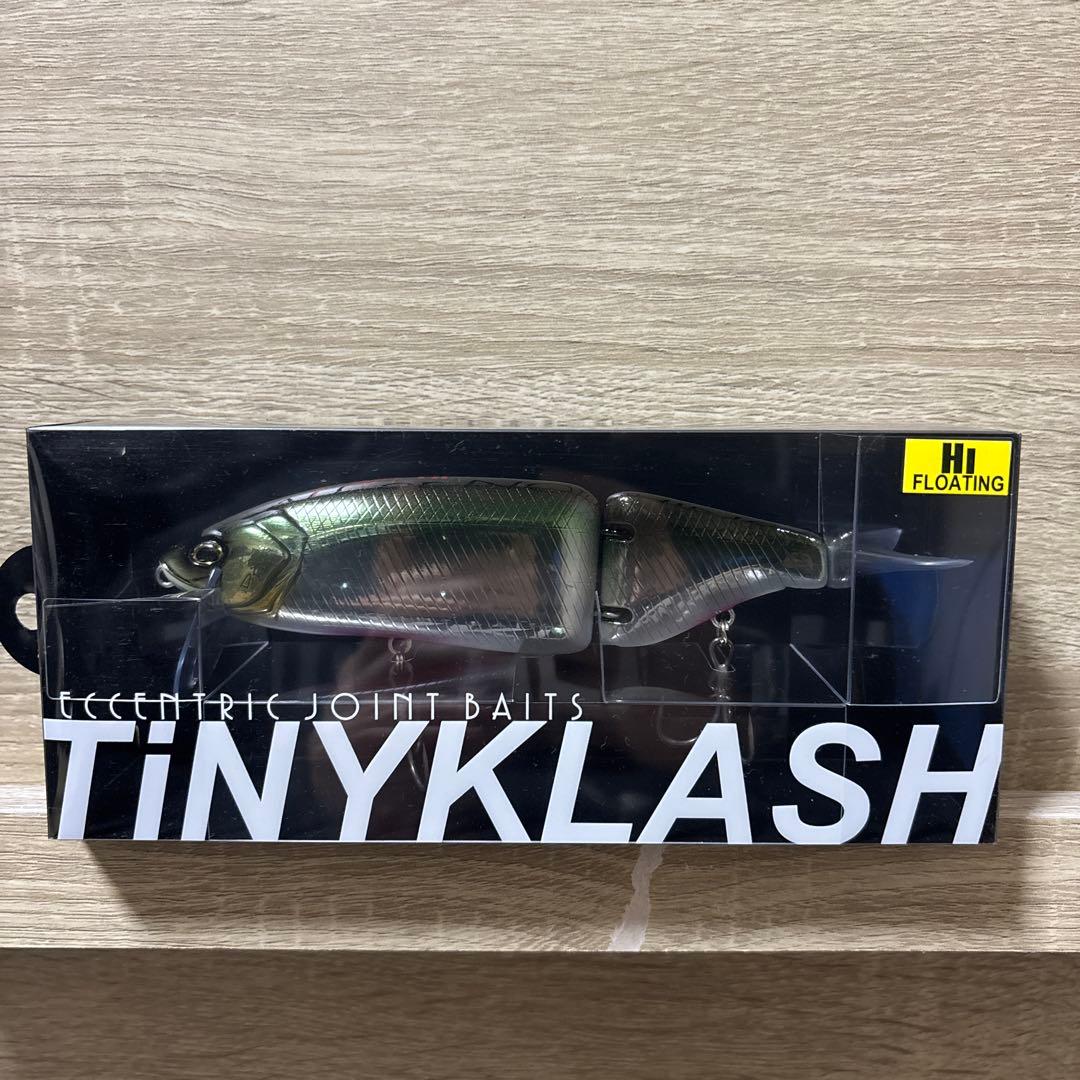 Hi
FLOATING
ECCENTRIC JOINT BAITS
TiNYKLASH